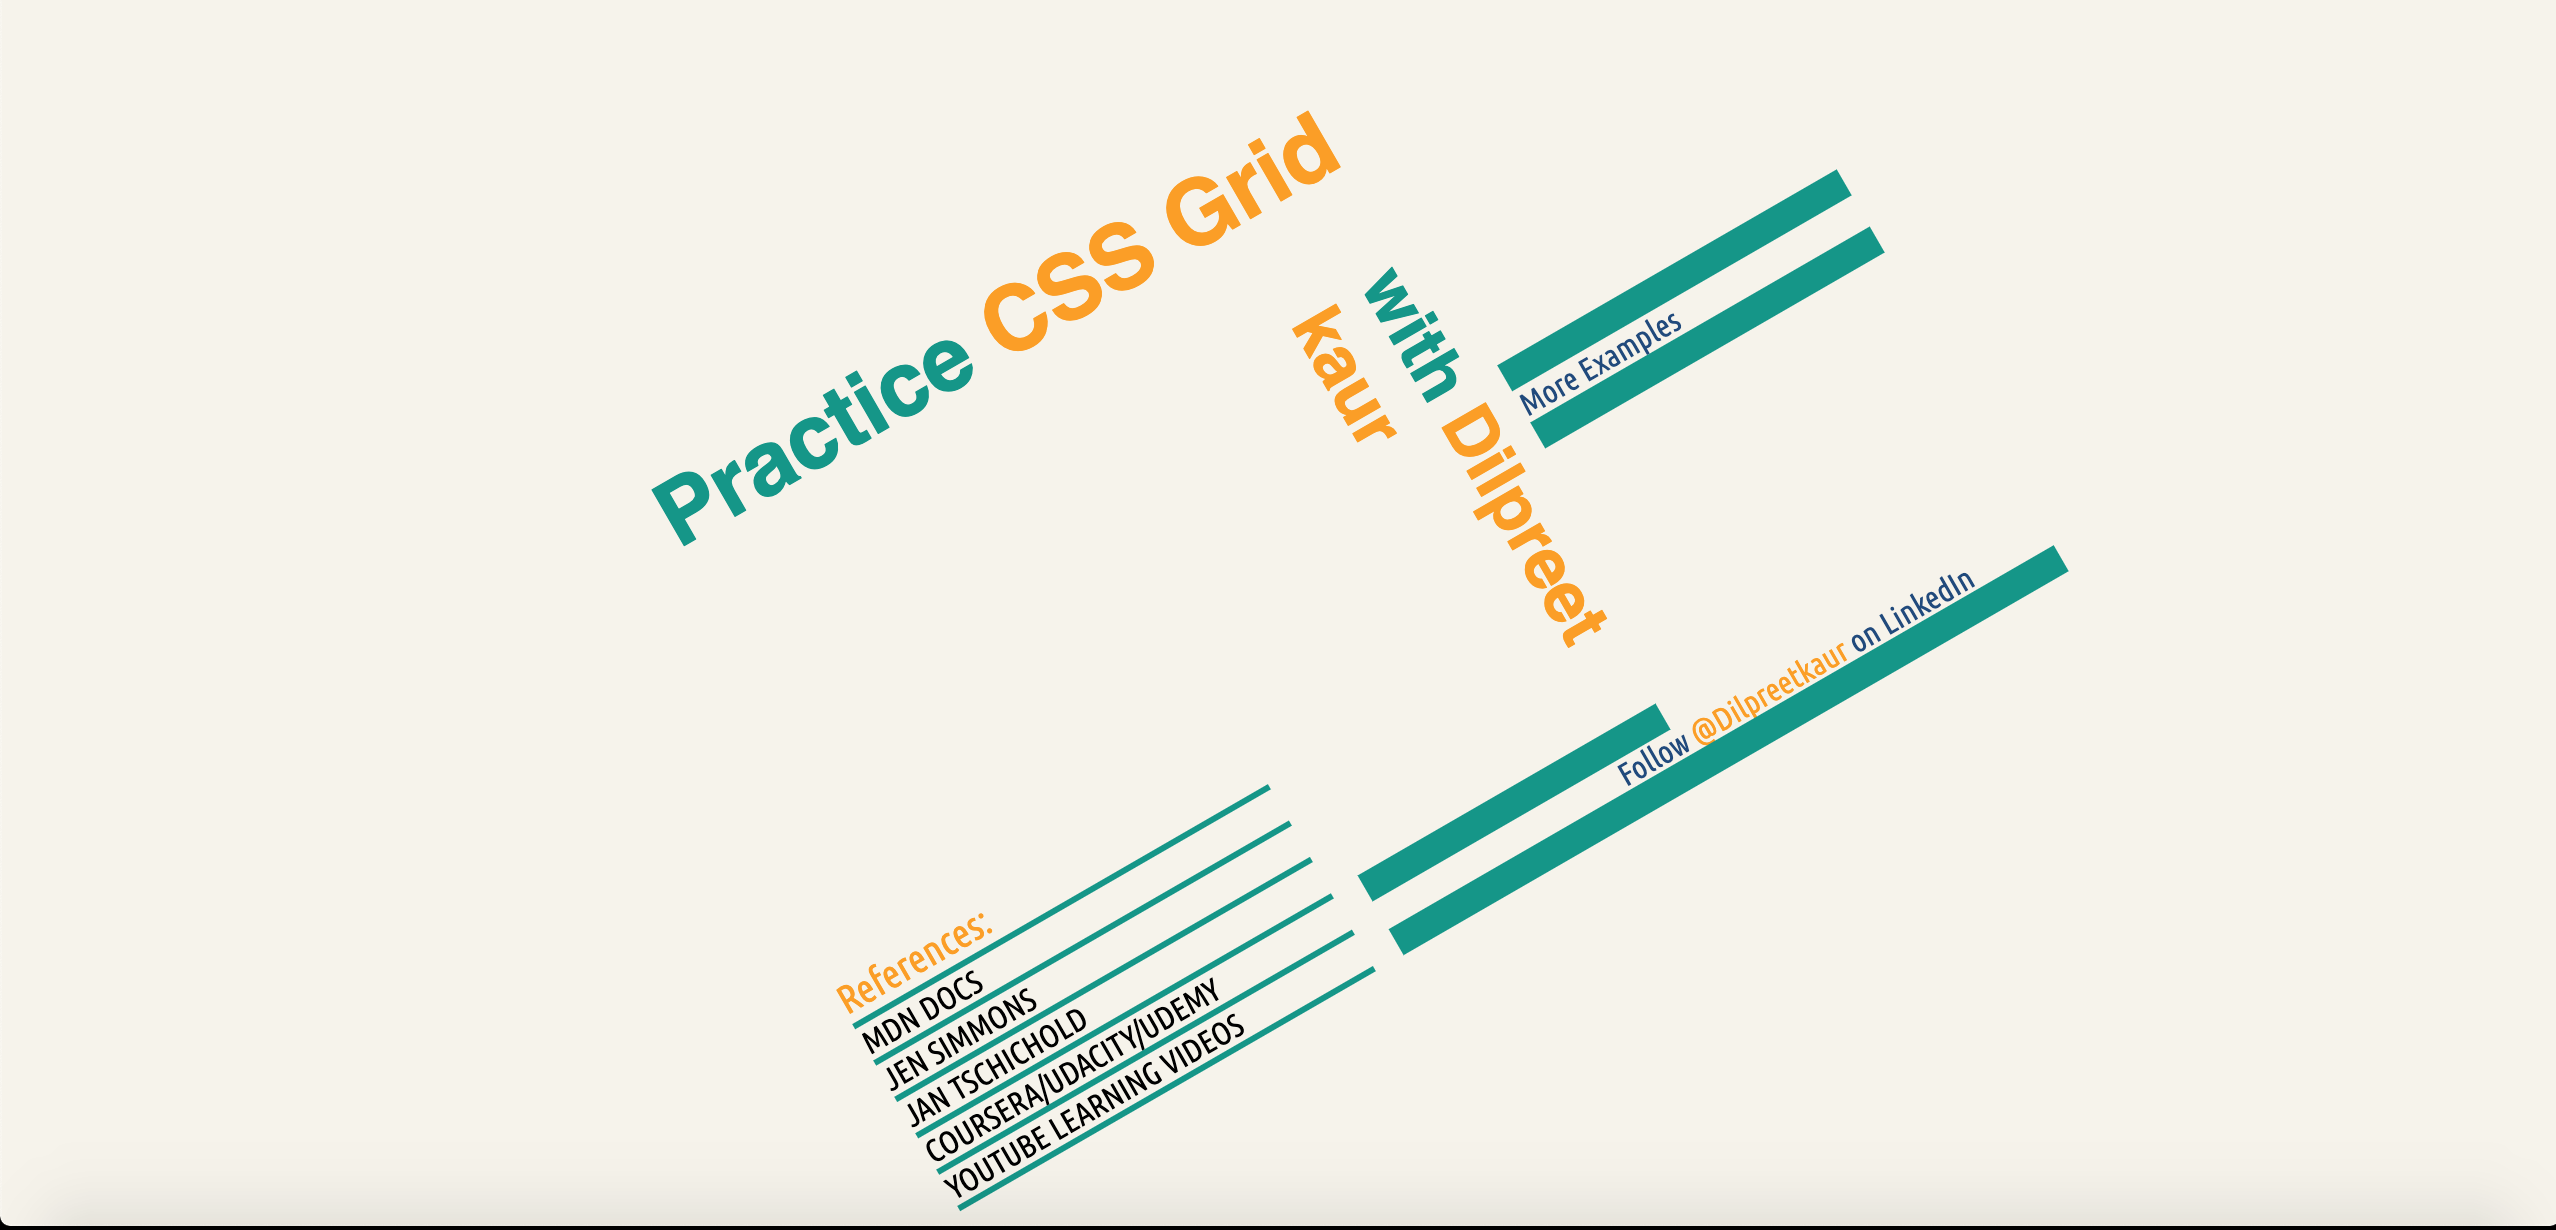 Practice CSS Grid
with Dilpreet
kaur
More Examples
Follow @Dilpreetkaur on LinkedIn
References:
MDN DOCS
JEN SIMMONS
JAN TSCHICHOLD
COURSERA/UDACITY/UDEMY
YOUTUBE LEARNING VIDEOS